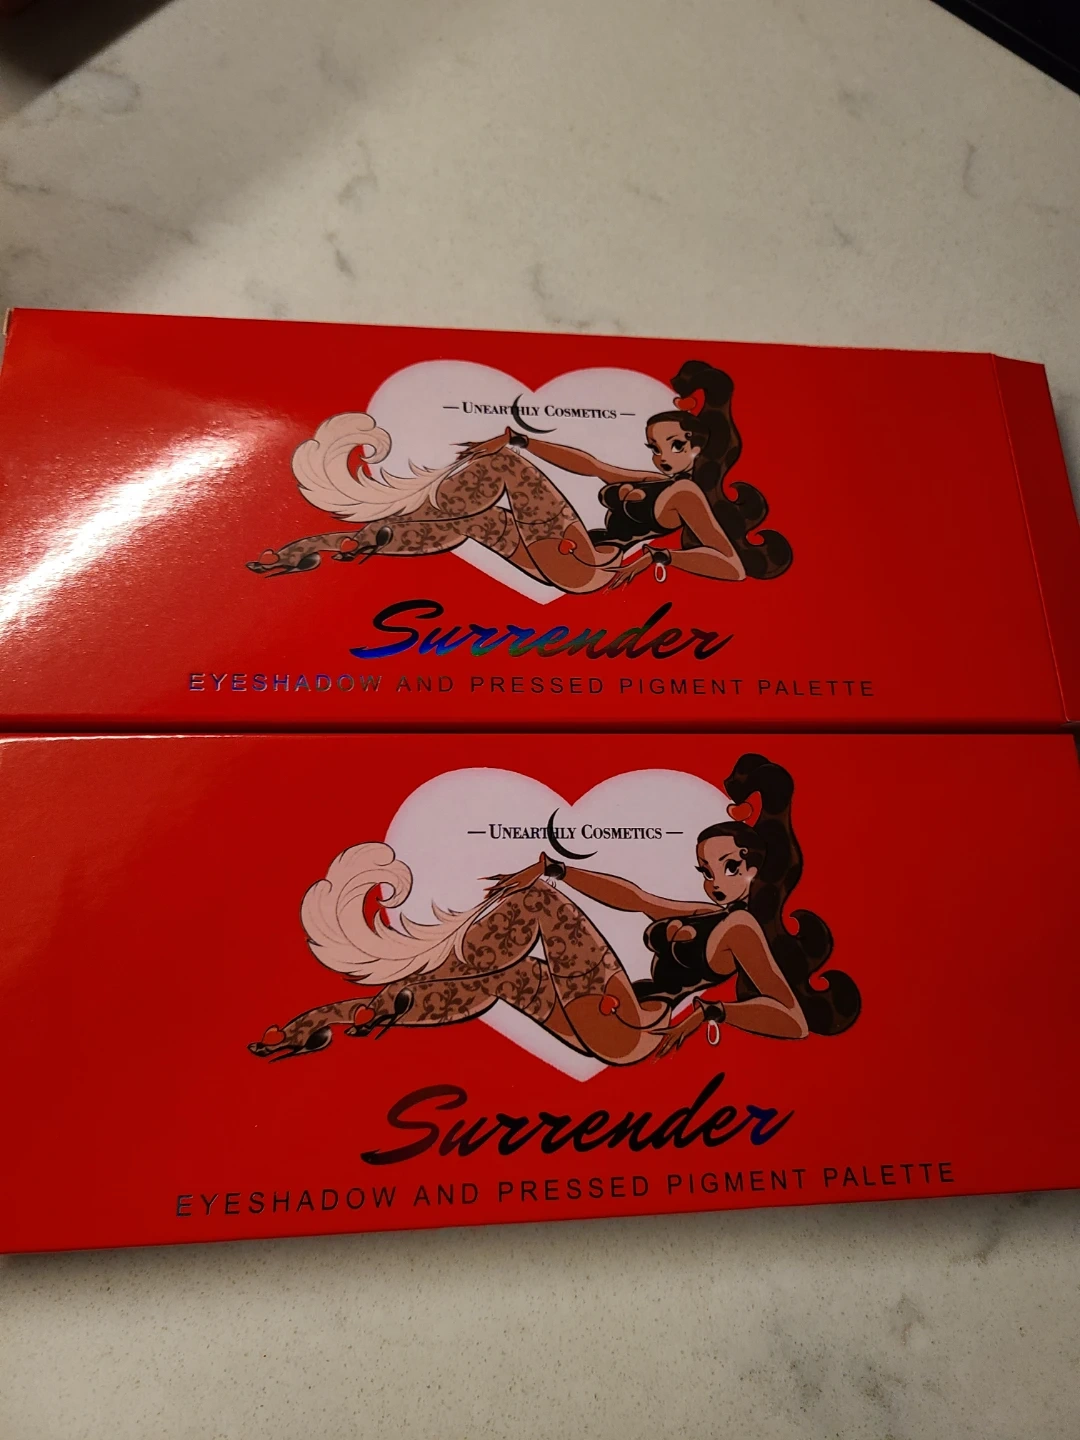 — UNEARTHLY COSMETICS —
Surrender
EYESHADOW AND PRESSED PIGMENT PALETTE
— UNEARTHLY COSMETICS —
Surrender
EYESHADOW AND PRESSED PIGMENT PALETTE